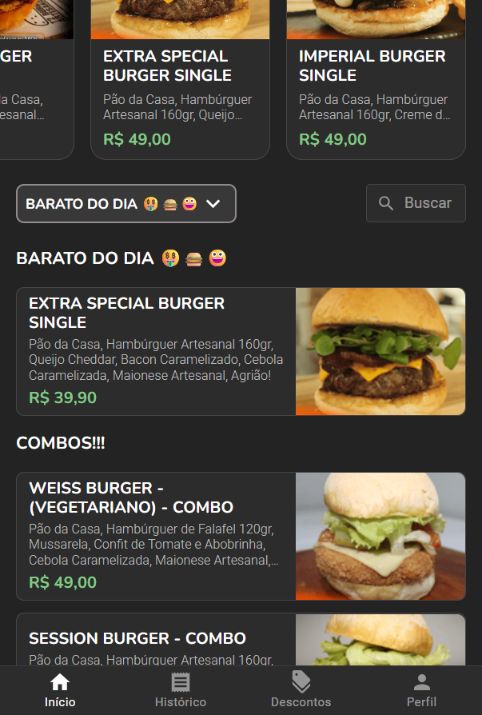 GER
EXTRA SPECIAL
BURGER SINGLE
IMPERIAL BURGER
SINGLE
a Casa,
esanal...
Pão da Casa, Hambúrguer
Artesanal 160gr, Queijo...
Pão da Casa, Hambúrguer
Artesanal 160gr, Creme d...
R$ 49,00
R$ 49,00
BARATO DO DIA 🤑🍔🤪
Buscar
BARATO DO DIA 🤑🍔🤪
EXTRA SPECIAL BURGER
SINGLE
Pão da Casa, Hambúrguer Artesanal 160gr,
Queijo Cheddar, Bacon Caramelizado, Cebola
Caramelizada, Maionese Artesanal, Agrião!
R$ 39,90
COMBOS!!!
WEISS BURGER -
(VEGETARIANO) - COMBO
Pão da Casa, Hambúrguer de Falafel 120gr,
Mussarela, Confit de Tomate e Abobrinha,
Cebola Caramelizada, Maionese Artesanal,...
R$ 49,00
SESSION BURGER - COMBO
Pão da Casa, Hambúrguer Artesanal 160gr,
Início
Histórico
Descontos
Perfil